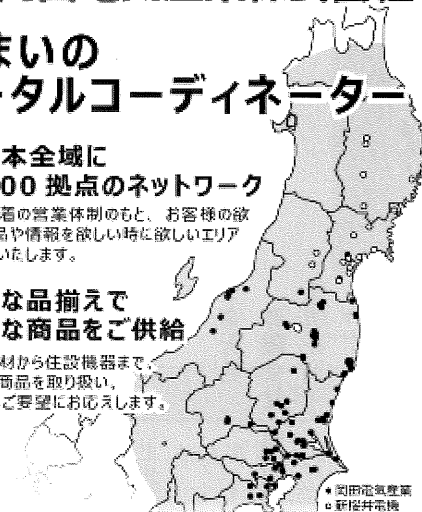 まいの
ータルコーディネーター
本全域に
00 拠点のネットワーク
着の営業体制のもと、お客様の欲
品や情報を欲しい時に欲しいエリア
いたします。
な品揃えで
な商品をご供給
材から住設機器まで、
商品を取り扱い、
ご要望にお応えします。
● 岡田電気産業
○ 新桜井電機